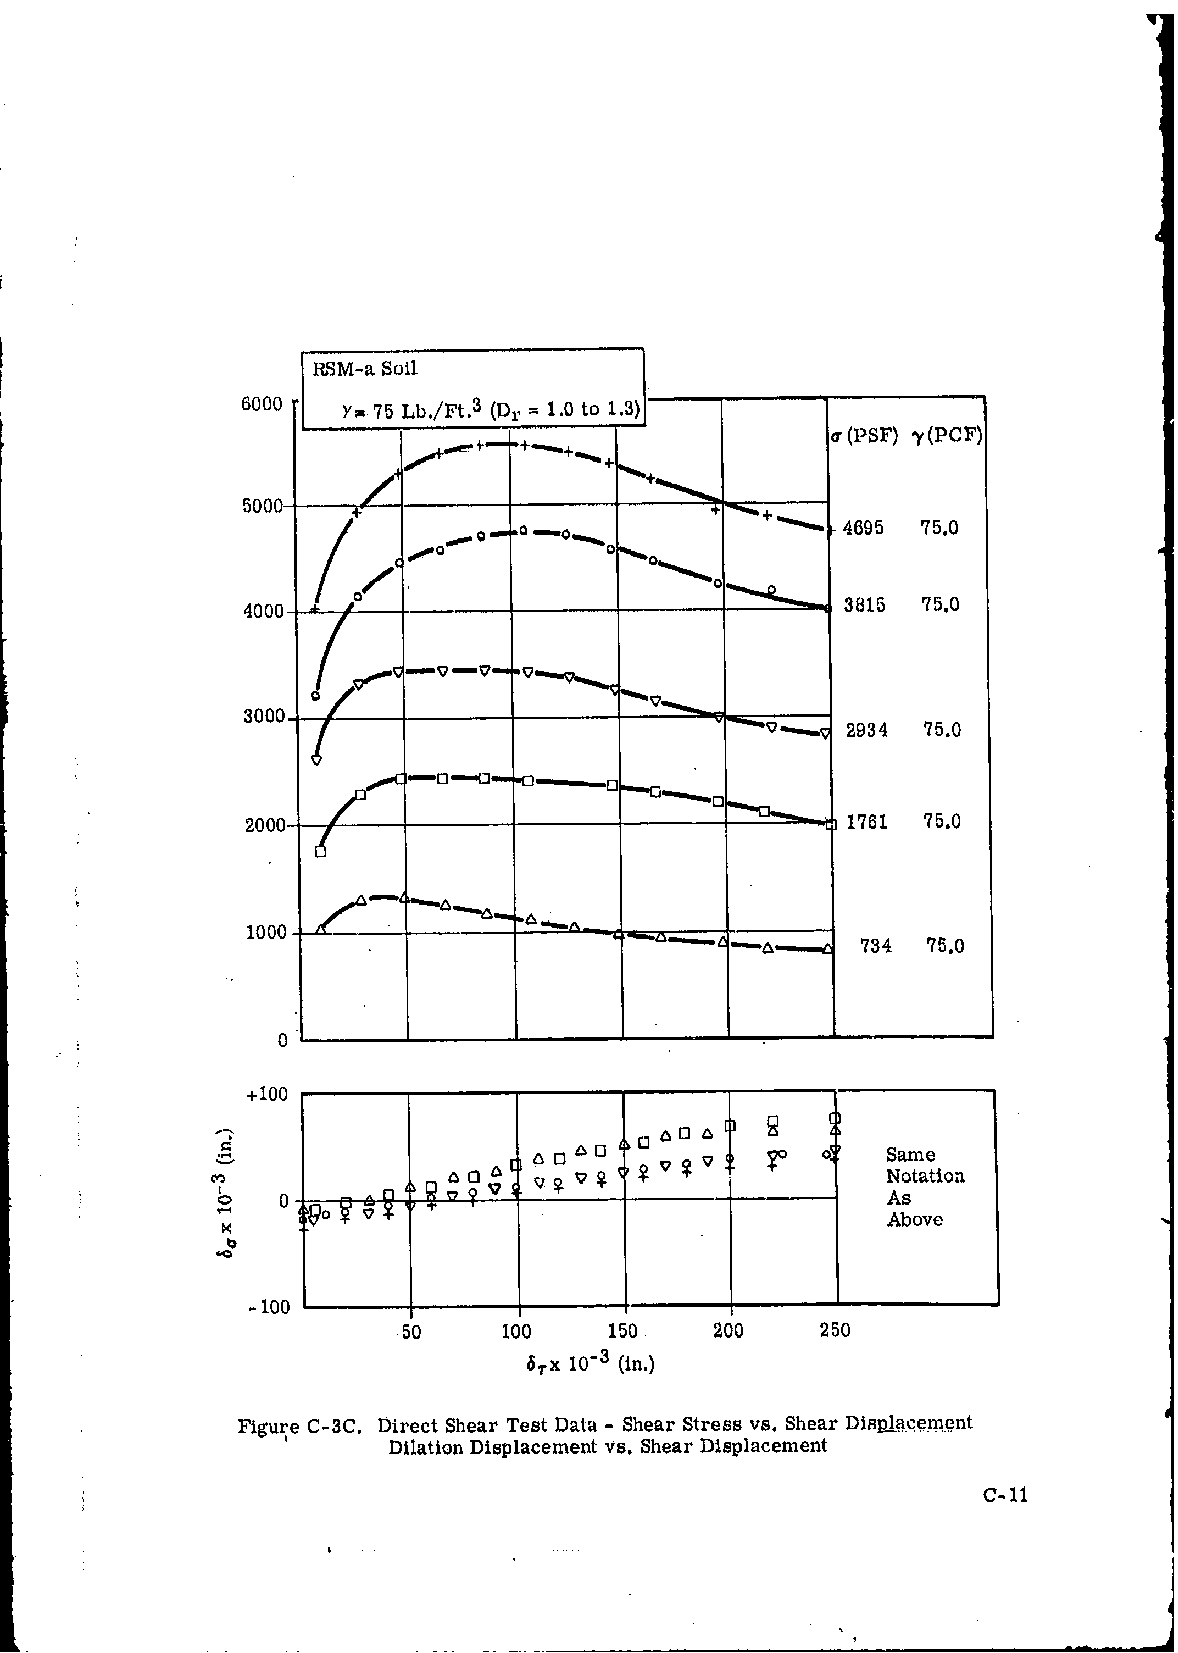 RSM-a Soil
γ= 75 Lb./Ft.³ (Dr = 1.0 to 1.3)
6000
σ (PSF) γ(PCF)
5000
4695 75.0
4000
3815 75.0
3000
2934 75.0
2000
1761 75.0
1000
734 75.0
0
+100
0
-100
δσ x 10⁻³ (in.)
Same
Notation
As
Above
50 100 150 200 250
δτ x 10⁻³ (in.)
Figure C-3C. Direct Shear Test Data - Shear Stress vs. Shear Displacement
Dilation Displacement vs. Shear Displacement
C-11